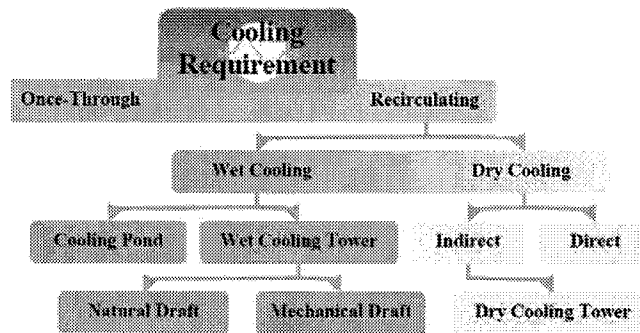 Cooling
Requirement
Once-Through Recirculating
Wet Cooling Dry Cooling
Cooling Pond Wet Cooling Tower Indirect Direct
Natural Draft Mechanical Draft Dry Cooling Tower